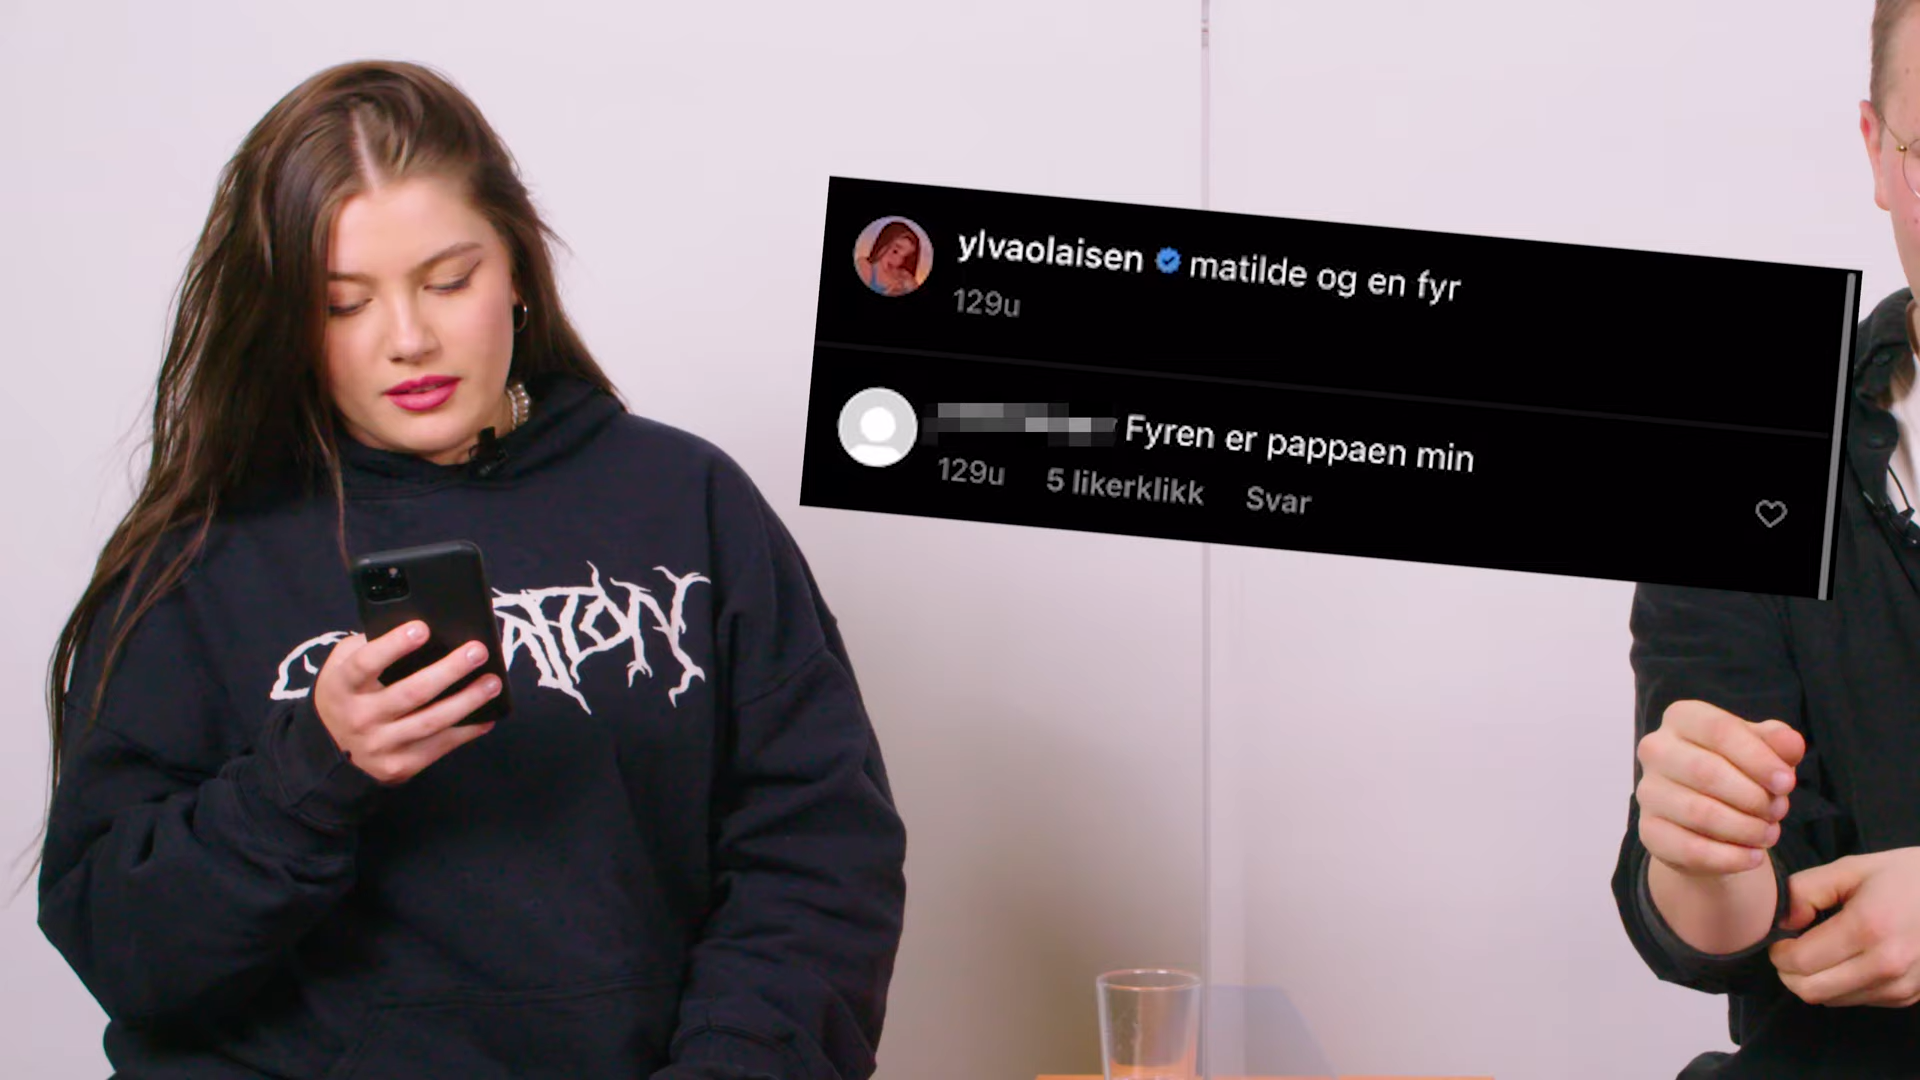 ylvaolaisen matilde og en fyr
129u
Fyren er pappaen min
129u 5 likerklikk Svar